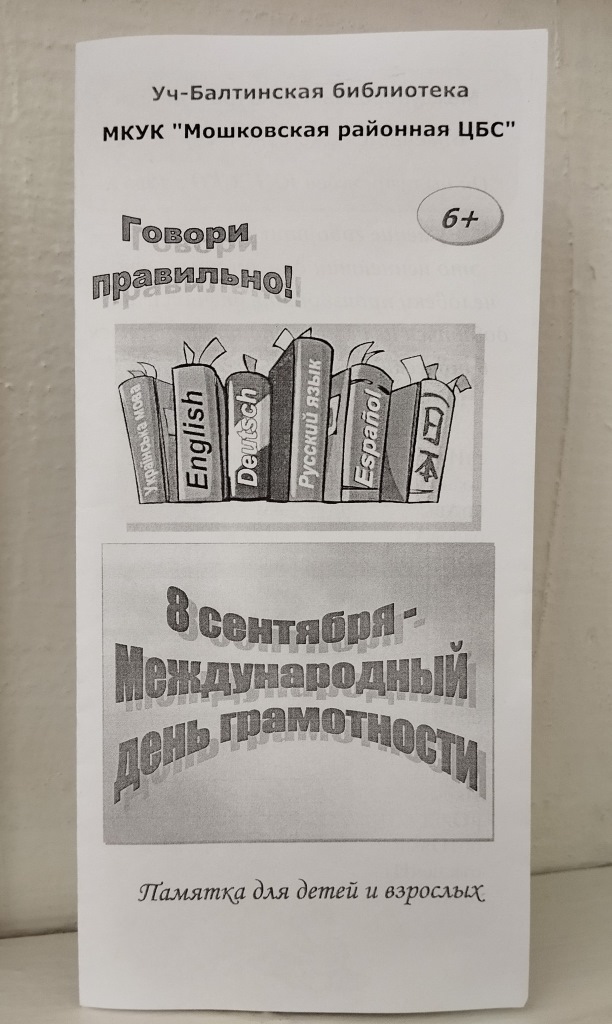 Уч-Балтинская библиотека
МКУК "Мошковская районная ЦБС"
6+
Говори
правильно!
Українська мова
English
Deutsch
Русский язык
Español
日本
8 сентября -
Международный
день грамотности
Памятка для детей и взрослых